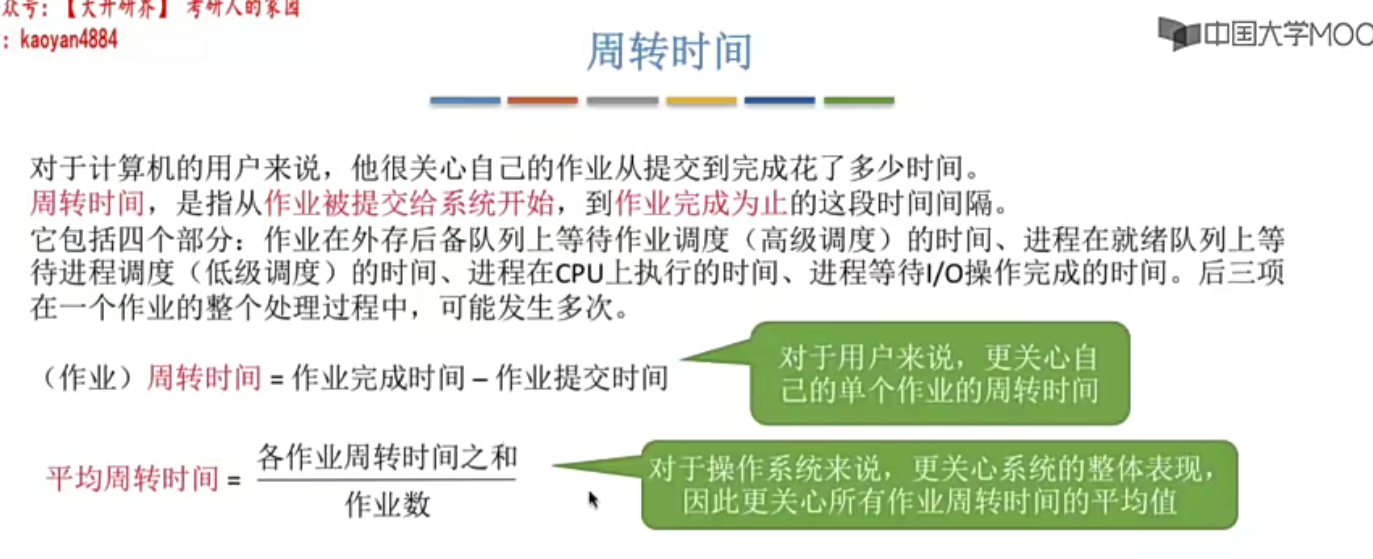 众号：【大开研界】 考研人的家园
：kaoyan4884
中国大学MOO
周转时间
对于计算机的用户来说，他很关心自己的作业从提交到完成花了多少时间。
周转时间，是指从作业被提交给系统开始，到作业完成为止的这段时间间隔。
它包括四个部分：作业在外存后备队列上等待作业调度（高级调度）的时间、进程在就绪队列上等
待进程调度（低级调度）的时间、进程在CPU上执行的时间、进程等待I/O操作完成的时间。后三项
在一个作业的整个处理过程中，可能发生多次。
（作业）周转时间 = 作业完成时间 – 作业提交时间
对于用户来说，更关心自
己的单个作业的周转时间
平均周转时间 =
各作业周转时间之和
作业数
对于操作系统来说，更关心系统的整体表现，
因此更关心所有作业周转时间的平均值